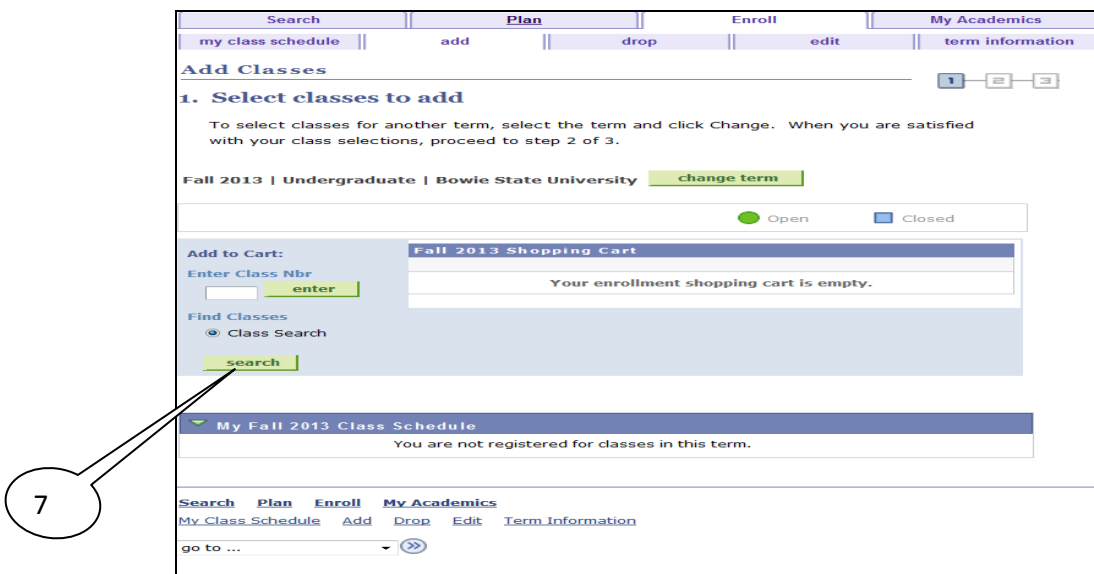 Search Plan Enroll My Academics
my class schedule add drop edit term information
Add Classes
1 2 3
1. Select classes to add
To select classes for another term, select the term and click Change. When you are satisfied
with your class selections, proceed to step 2 of 3.
Fall 2013 | Undergraduate | Bowie State University change term
Open Closed
Add to Cart:
Fall 2013 Shopping Cart
Enter Class Nbr
enter
Your enrollment shopping cart is empty.
Find Classes
Class Search
search
My Fall 2013 Class Schedule
You are not registered for classes in this term.
7
Search Plan Enroll My Academics
My Class Schedule Add Drop Edit Term Information
go to ...